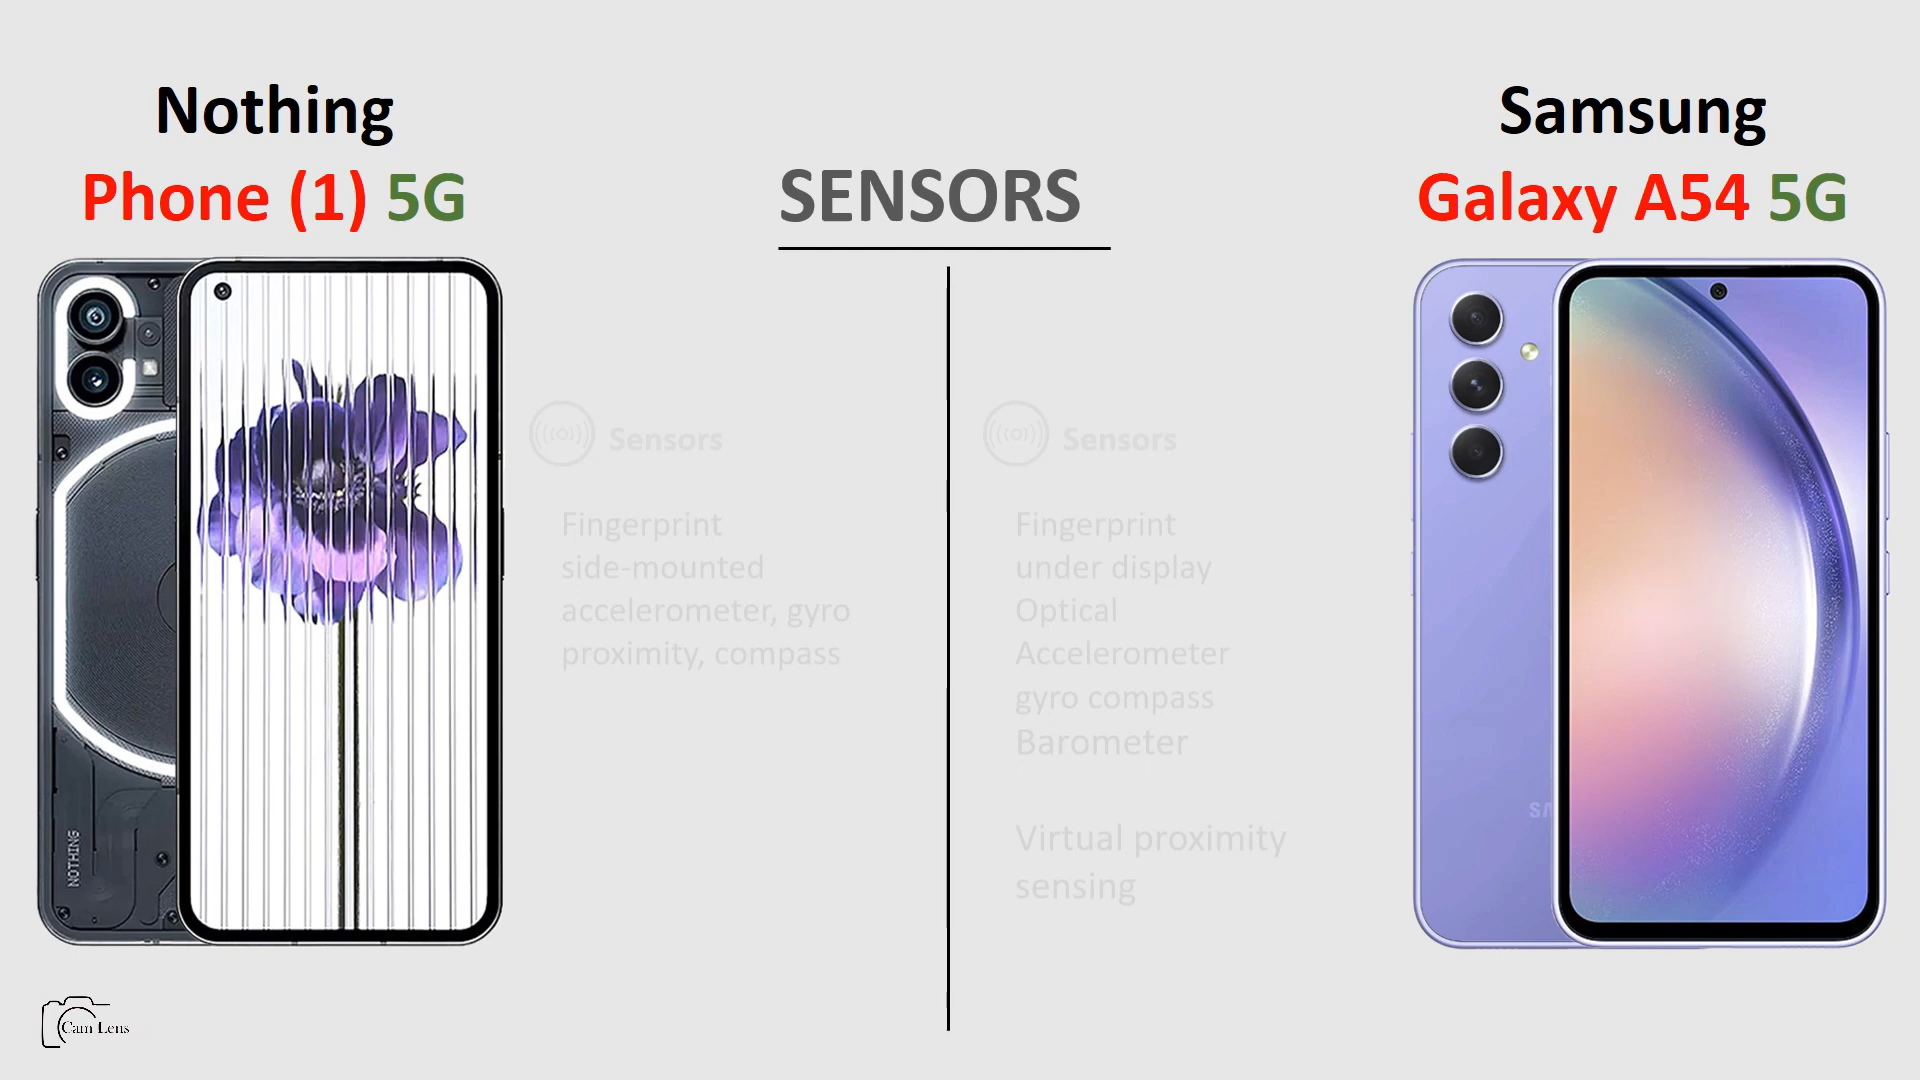 Nothing
Phone (1) 5G
SENSORS
Samsung
Galaxy A54 5G
Sensors
Fingerprint
side-mounted
accelerometer, gyro
proximity, compass
Sensors
Fingerprint
under display
Optical
Accelerometer
gyro compass
Barometer
Virtual proximity
sensing
NOTHING
Cam Lens